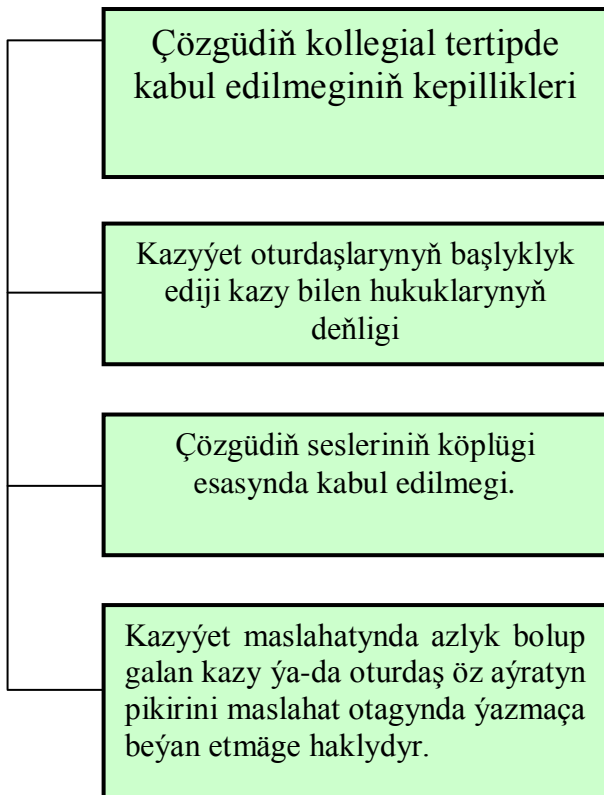 Çözgüdiň kollegial tertipde
kabul edilmeginiň kepillikleri
Kazyýet oturdaşlarynyň başlyklyk
ediji kazy bilen hukuklarynyň
deňligi
Çözgüdiň sesleriniň köplügi
esasynda kabul edilmegi.
Kazyýet maslahatynda azlyk bolup
galan kazy ýa-da oturdaş öz aýratyn
pikirini maslahat otagynda ýazmaça
beýan etmäge haklydyr.